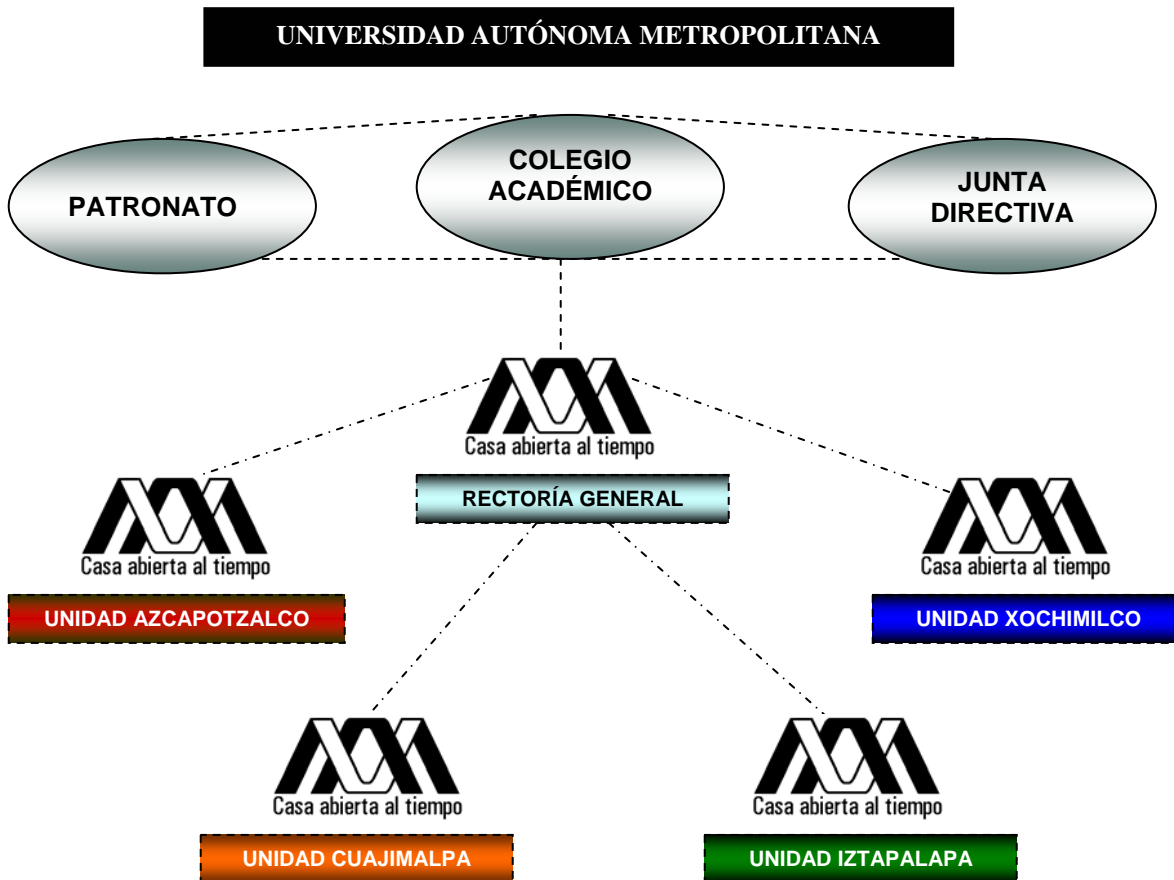 UNIVERSIDAD AUTÓNOMA METROPOLITANA
COLEGIO
ACADÉMICO
PATRONATO
JUNTA
DIRECTIVA
Casa abierta al tiempo
RECTORÍA GENERAL
Casa abierta al tiempo
UNIDAD AZCAPOTZALCO
Casa abierta al tiempo
UNIDAD XOCHIMILCO
Casa abierta al tiempo
UNIDAD CUAJIMALPA
Casa abierta al tiempo
UNIDAD IZTAPALAPA